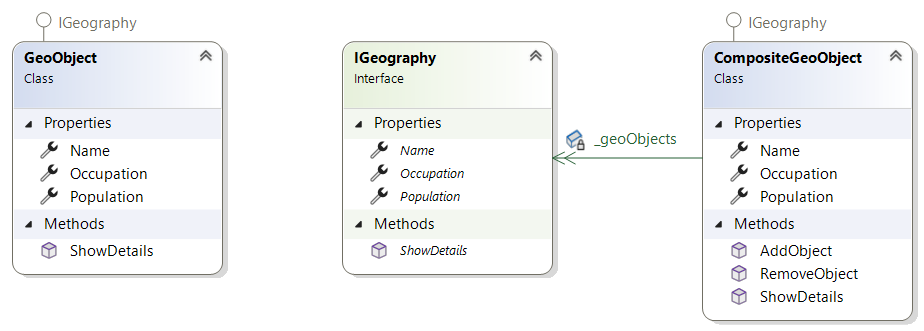 IGeography
GeoObject
Class
Properties
Name
Occupation
Population
Methods
ShowDetails
IGeography
Interface
Properties
Name
Occupation
Population
Methods
ShowDetails
_geoObjects
IGeography
CompositeGeoObject
Class
Properties
Name
Occupation
Population
Methods
AddObject
RemoveObject
ShowDetails